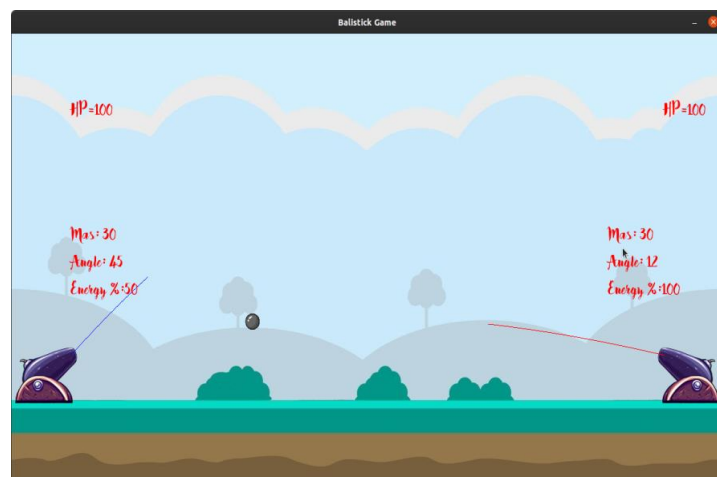 Balistick Game
HP=100
HP=100
Mas: 30
Angle: 45
Energy %:50
Mas: 30
Angle: 12
Energy %:100